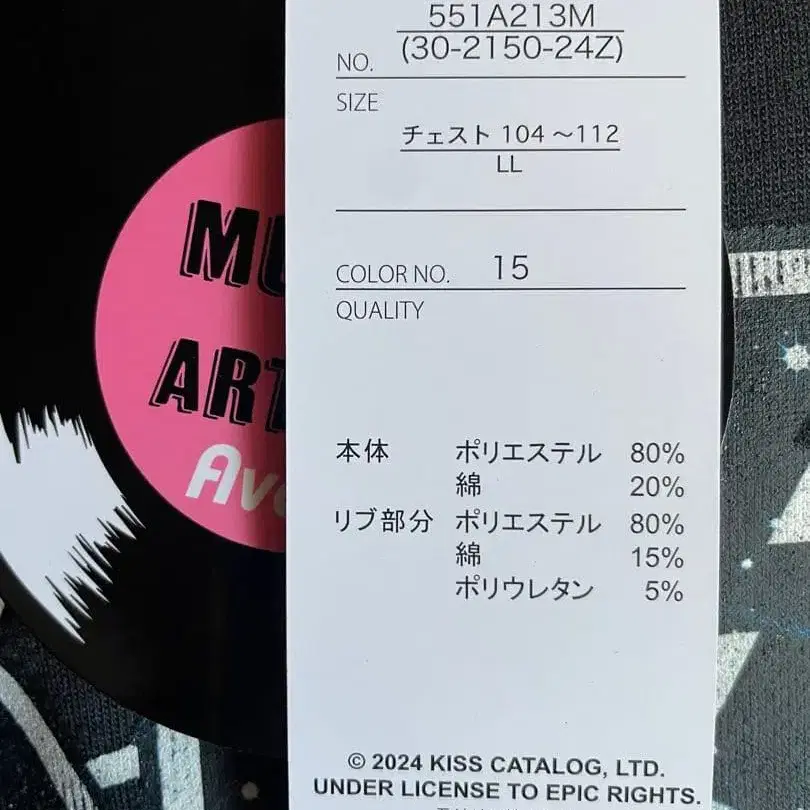 551A213M
NO. (30-2150-24Z)
SIZE
チェスト 104～112
LL
COLOR NO. 15
QUALITY
本体 ポリエステル 80%
綿 20%
リブ部分 ポリエステル 80%
綿 15%
ポリウレタン 5%
© 2024 KISS CATALOG, LTD.
UNDER LICENSE TO EPIC RIGHTS.